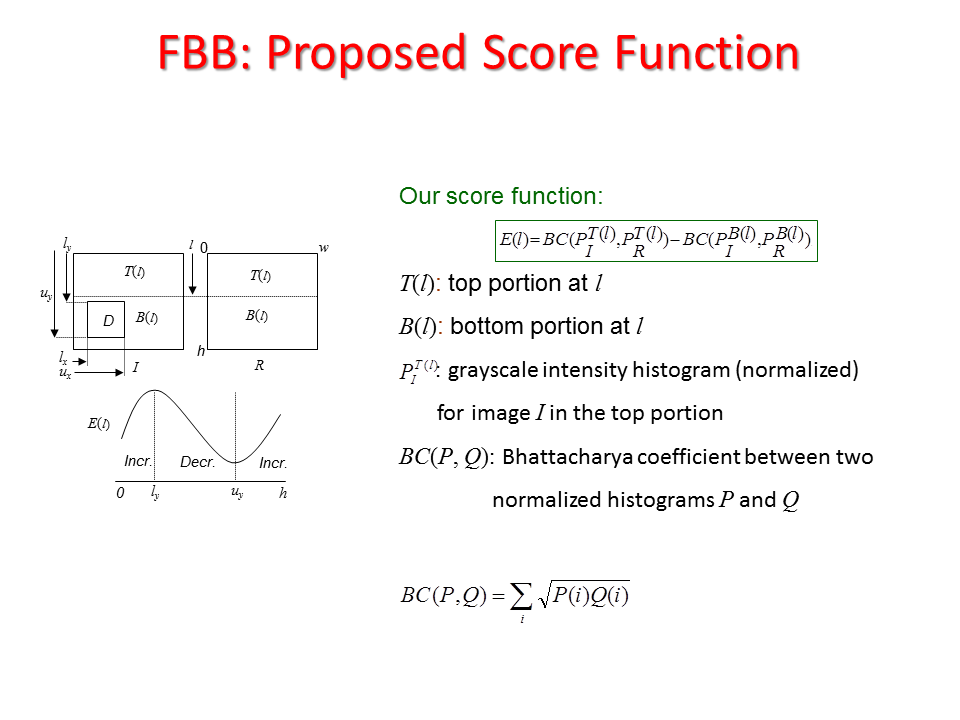 FBB: Proposed Score Function
Our score function:
E(l)=BC(P_I^{T(l)},P_R^{T(l)})−BC(P_I^{B(l)},P_R^{B(l)})
T(l): top portion at l
B(l): bottom portion at l
P_I^{T(l)}: grayscale intensity histogram (normalized)
for image I in the top portion
BC(P, Q): Bhattacharya coefficient between two
normalized histograms P and Q
BC(P,Q) = ∑_i √P(i)Q(i)
l_y l 0 w
T(l) T(l)
u_y
D B(l) B(l)
h
l_x
u_x I R
E(l)
Incr. Decr. Incr.
0 l_y u_y h